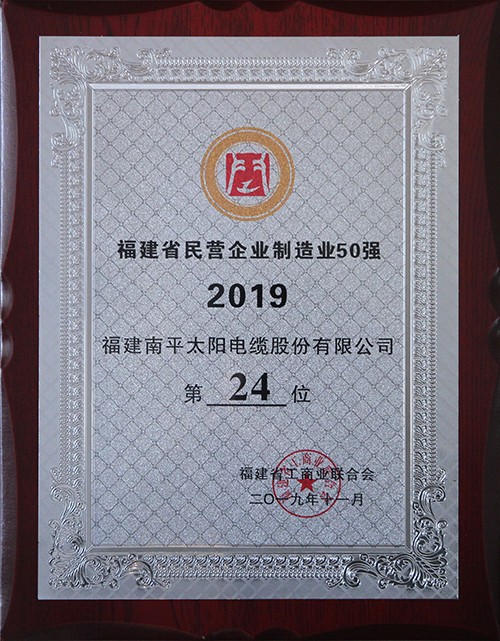 福建省民营企业制造业50强
2019
福建南平太阳电缆股份有限公司
第 24 位
福建省工商业联合会
二〇一九年十一月